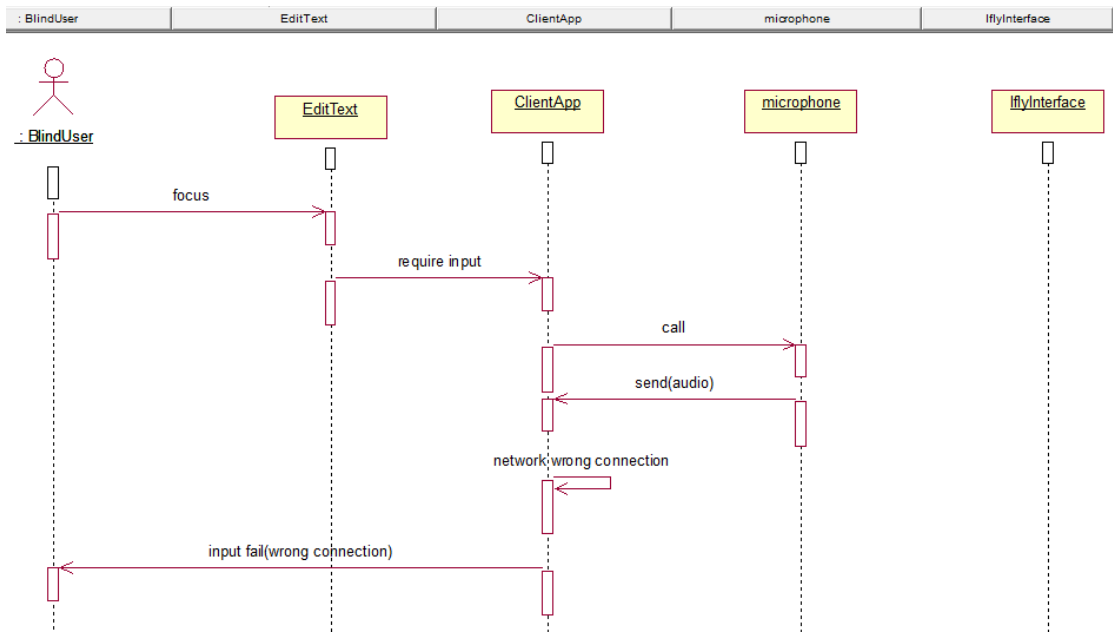 : BlindUser
EditText
ClientApp
microphone
IflyInterface
: BlindUser
EditText
ClientApp
microphone
IflyInterface
focus
require input
call
send(audio)
network wrong connection
input fail(wrong connection)